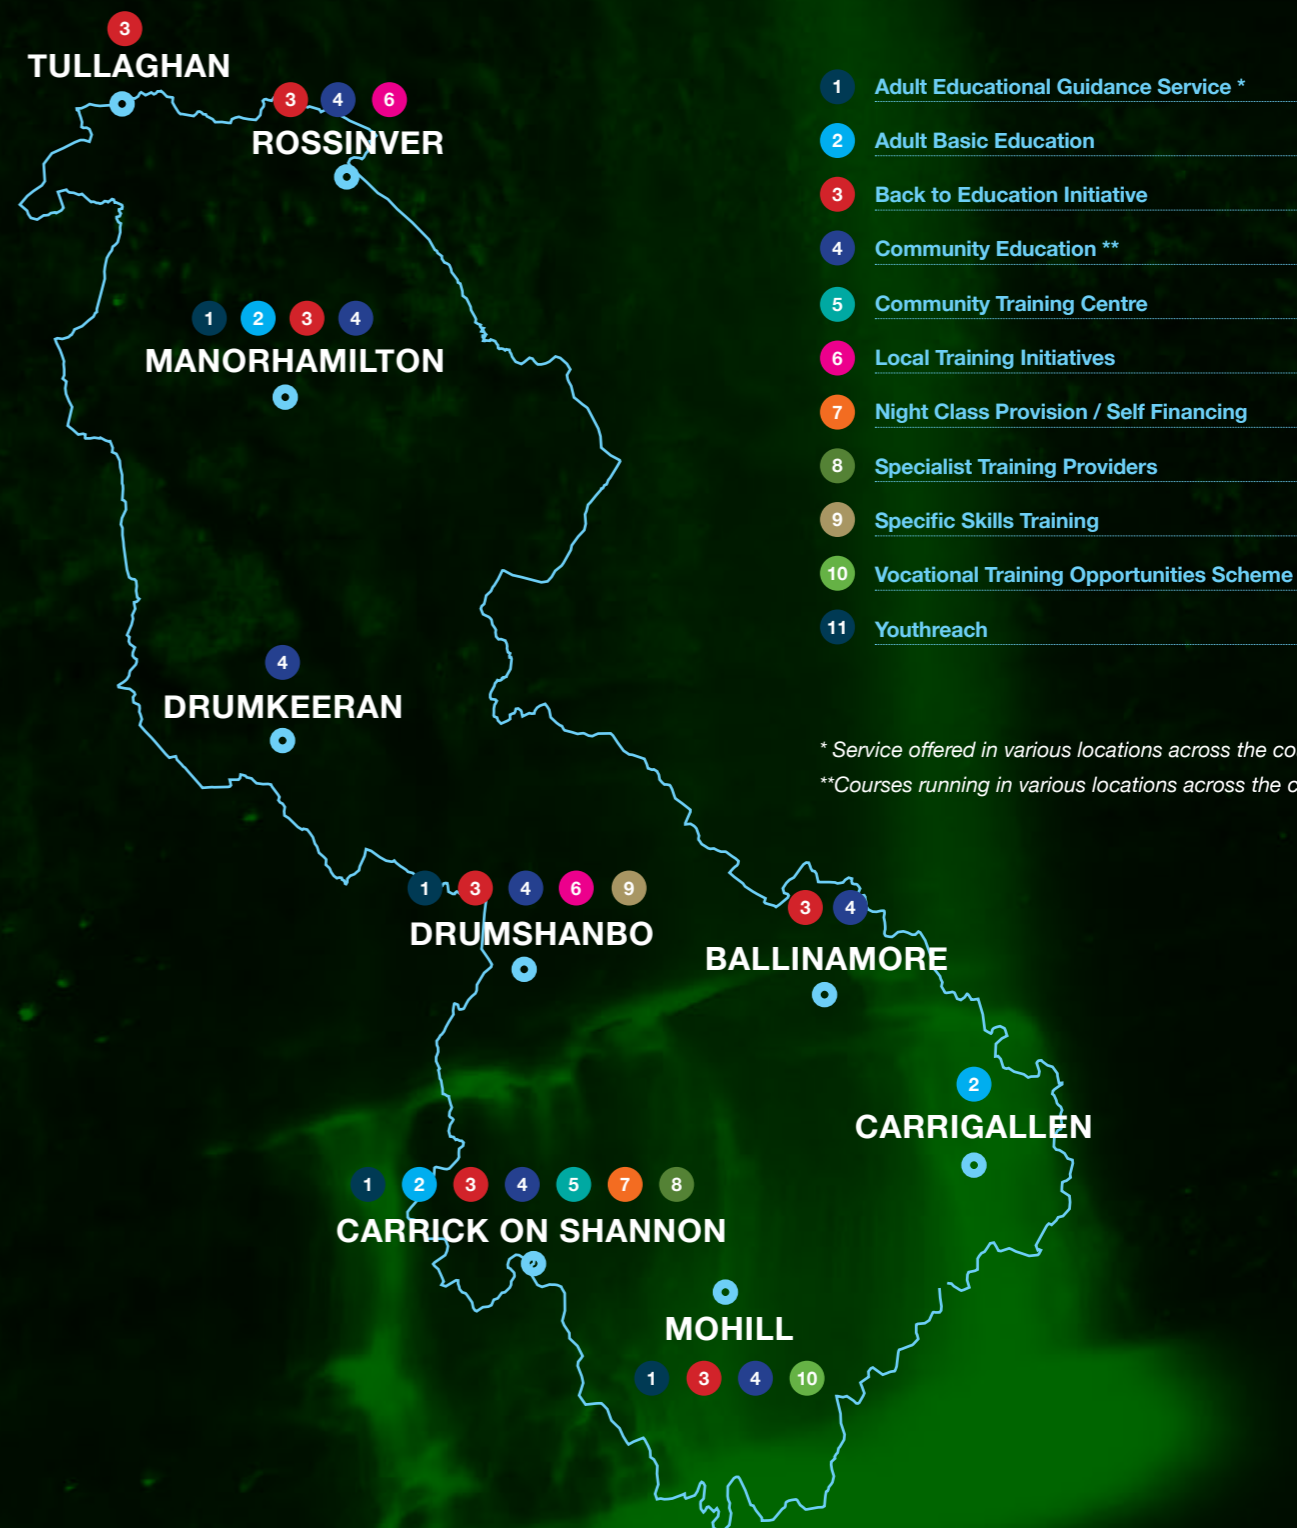 3
TULLAGHAN
3 4 6
ROSSINVER
1 2 3 4
MANORHAMILTON
4
DRUMKEERAN
1 3 4 6 9
DRUMSHANBO
3 4
BALLINAMORE
2
CARRIGALLEN
1 2 3 4 5 7 8
CARRICK ON SHANNON
MOHILL
1 3 4 10
1 Adult Educational Guidance Service *
2 Adult Basic Education
3 Back to Education Initiative
4 Community Education **
5 Community Training Centre
6 Local Training Initiatives
7 Night Class Provision / Self Financing
8 Specialist Training Providers
9 Specific Skills Training
10 Vocational Training Opportunities Scheme
11 Youthreach
* Service offered in various locations across the co
**Courses running in various locations across the c